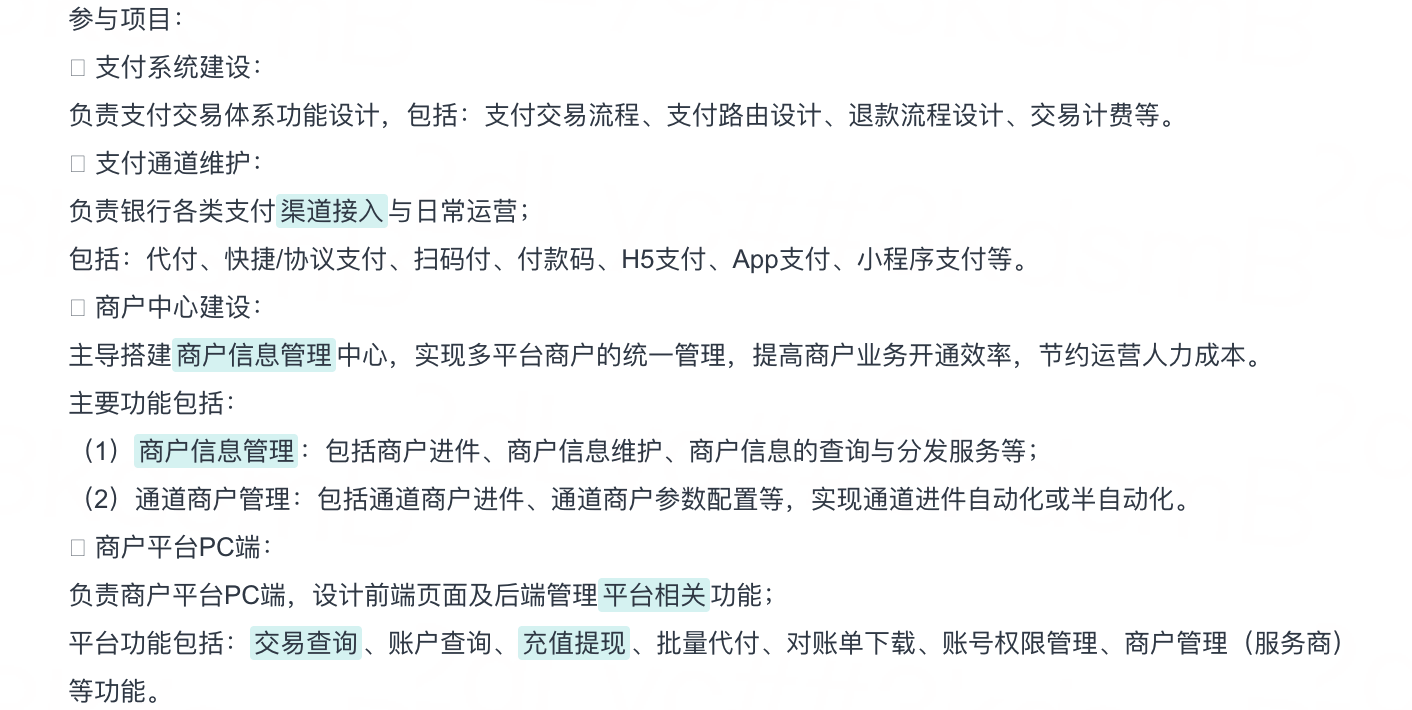 参与项目：
□ 支付系统建设：
负责支付交易体系功能设计，包括：支付交易流程、支付路由设计、退款流程设计、交易计费等。
□ 支付通道维护：
负责银行各类支付渠道接入与日常运营；
包括：代付、快捷/协议支付、扫码付、付款码、H5支付、App支付、小程序支付等。
□ 商户中心建设：
主导搭建商户信息管理中心，实现多平台商户的统一管理，提高商户业务开通效率，节约运营人力成本。
主要功能包括：
（1）商户信息管理：包括商户进件、商户信息维护、商户信息的查询与分发服务等；
（2）通道商户管理：包括通道商户进件、通道商户参数配置等，实现通道进件自动化或半自动化。
□ 商户平台PC端：
负责商户平台PC端，设计前端页面及后端管理平台相关功能；
平台功能包括：交易查询、账户查询、充值提现、批量代付、对账单下载、账号权限管理、商户管理（服务商）
等功能。